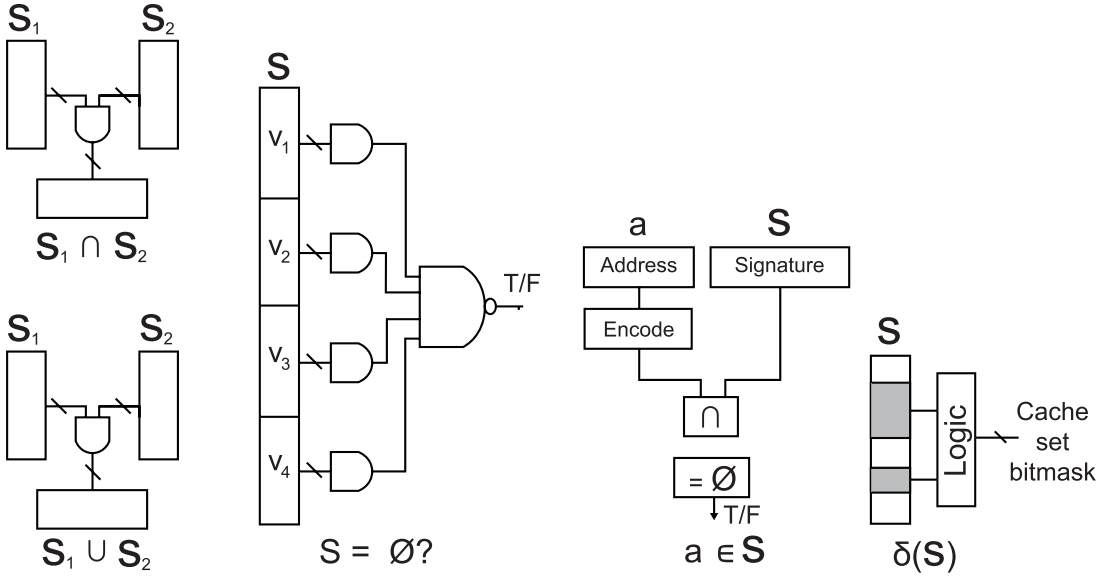 S₁ S₂
S₁ ∩ S₂
S₁ S₂
S₁ ∪ S₂
S
V₁
V₂
V₃
V₄
T/F
S = Ø?
a S
Address Signature
Encode
∩
= Ø
T/F
a ∈ S
S
Logic
Cache
set
bitmask
δ(S)